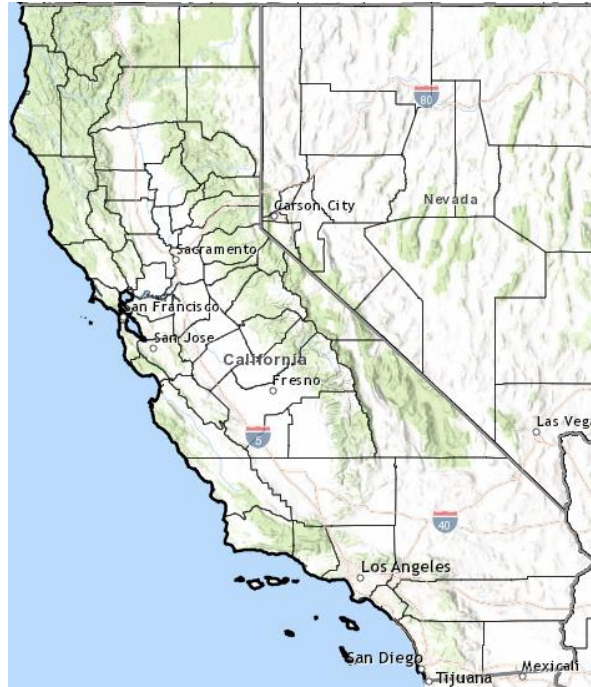 80
Nevada
Carson City
Sacramento
San Francisco
San Jose
California
Fresno
5
Las Vega
40
Los Angeles
San Diego
Tijuana
Mexicali